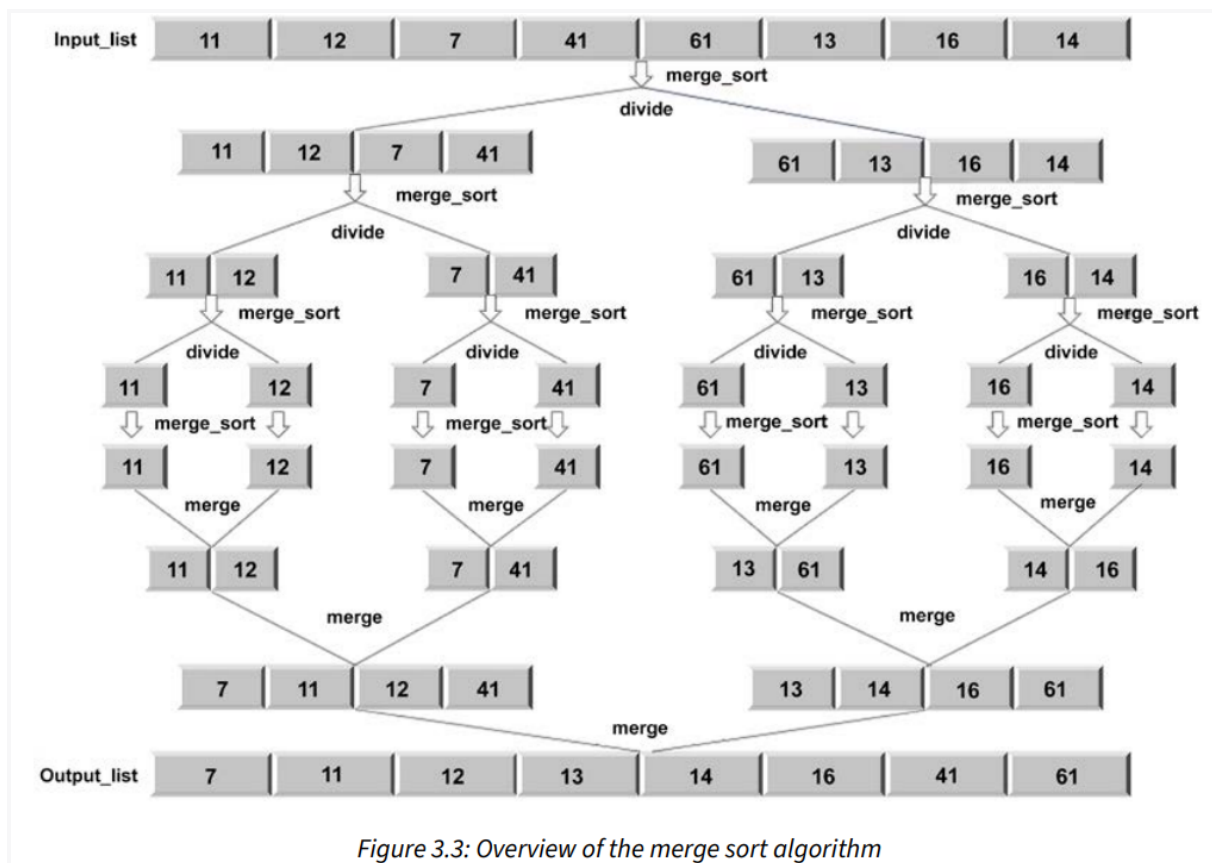 Input_list 11 12 7 41 61 13 16 14
merge_sort
divide
11 12 7 41 61 13 16 14
merge_sort merge_sort
divide divide
11 12 7 41 61 13 16 14
merge_sort merge_sort merge_sort merge_sort
divide divide divide divide
11 12 7 41 61 13 16 14
merge_sort merge_sort merge_sort merge_sort
11 12 7 41 61 13 16 14
merge merge merge merge
11 12 7 41 13 61 14 16
merge merge
7 11 12 41 13 14 16 61
merge
Output_list 7 11 12 13 14 16 41 61
Figure 3.3: Overview of the merge sort algorithm